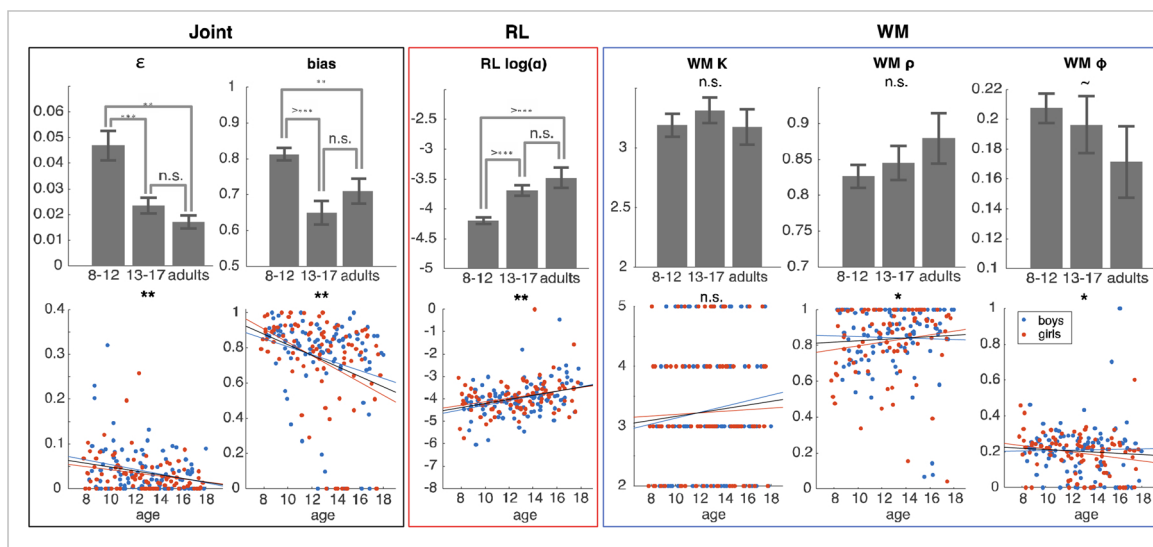 Joint RL WM
ε bias RL log(α) WM K WM ρ WM ϕ
n.s. n.s. ~
** ** >*** n.s. n.s.
*** >*** n.s. >***
n.s.
0.06 0.05 0.04 0.03 0.02 0.01 0
1 0.9 0.8 0.7 0.6 0.5
-2.5 -3 -3.5 -4 -4.5 -5
3 2
0.9 0.85 0.8 0.75 0.7
0.22 0.2 0.18 0.16 0.14 0.12 0.1
8-12 13-17 adults 8-12 13-17 adults 8-12 13-17 adults 8-12 13-17 adults 8-12 13-17 adults 8-12 13-17 adults
** ** ** n.s. * *
0.4 0.3 0.2 0.1 0
1 0.8 0.6 0.4 0.2 0
0 -1 -2 -3 -4 -5 -6 -7 -8
5 4 3 2
1 0.8 0.6 0.4 0.2 0
1 0.8 0.6 0.4 0.2 0
boys
girls
8 10 12 14 16 18 8 10 12 14 16 18 8 10 12 14 16 18 8 10 12 14 16 18 8 10 12 14 16 18 8 10 12 14 16 18
age age age age age age